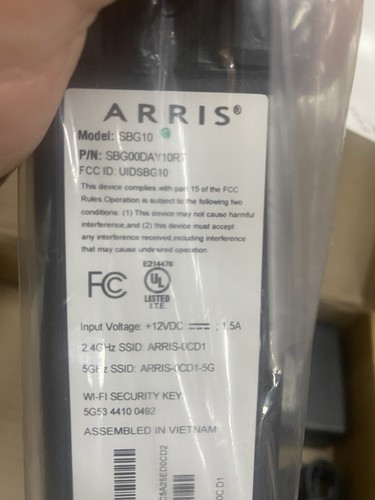 ARRIS®
Model: SBG10
P/N: SBG00DAY10RT
FCC ID: UIDSBG10
This device complies with part 15 of the FCC
Rules.Operation is subject to the following two
conditions: (1) This device may not cause harmful
interference,and (2) this device must accept
any interference received,including interference
that may cause undesired operation.
E214476
FC
UL
LISTED
I.T.E.
Input Voltage: +12VDC ; 1.5A
2.4GHz SSID: ARRIS-0CD1
5GHz SSID: ARRIS-0CD1-5G
WI-FI SECURITY KEY
5G53 4410 0492
ASSEMBLED IN VIETNAM